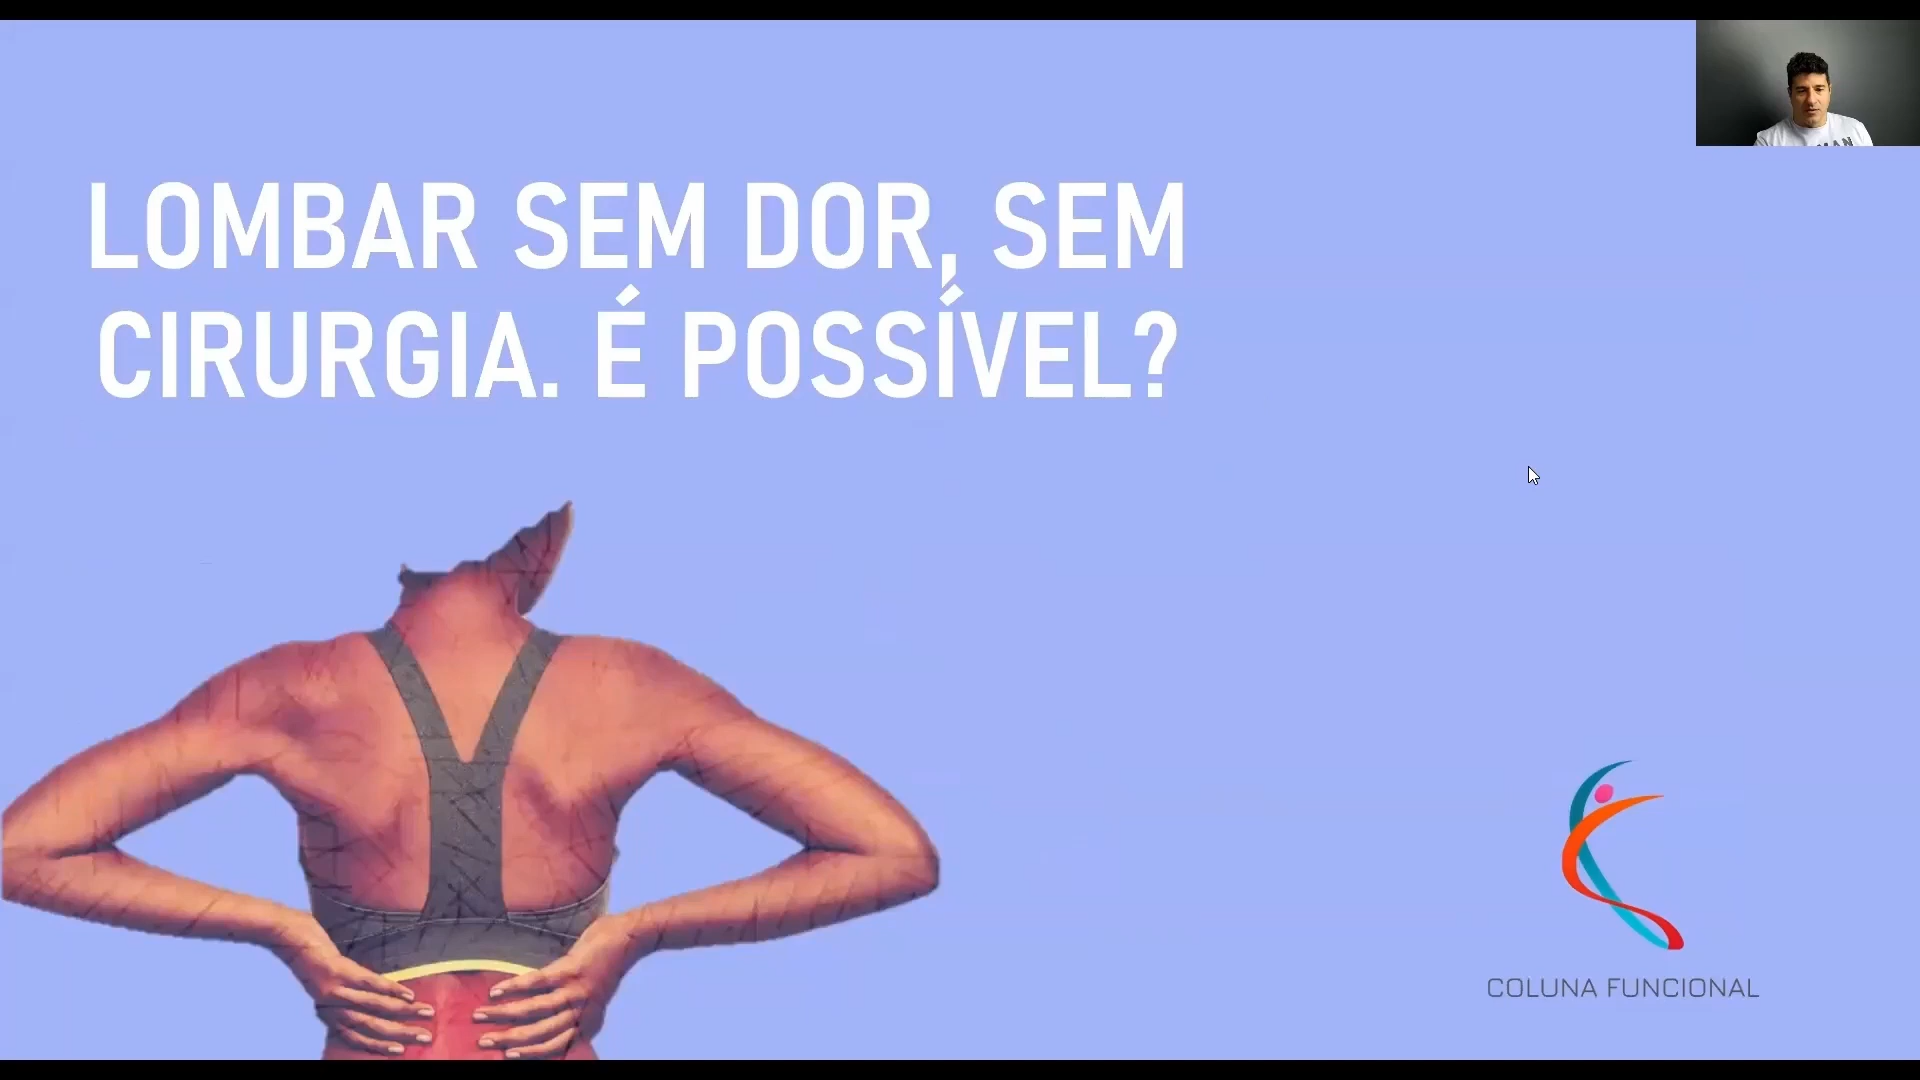 LOMBAR SEM DOR, SEM
CIRURGIA. É POSSÍVEL?
COLUNA FUNCIONAL